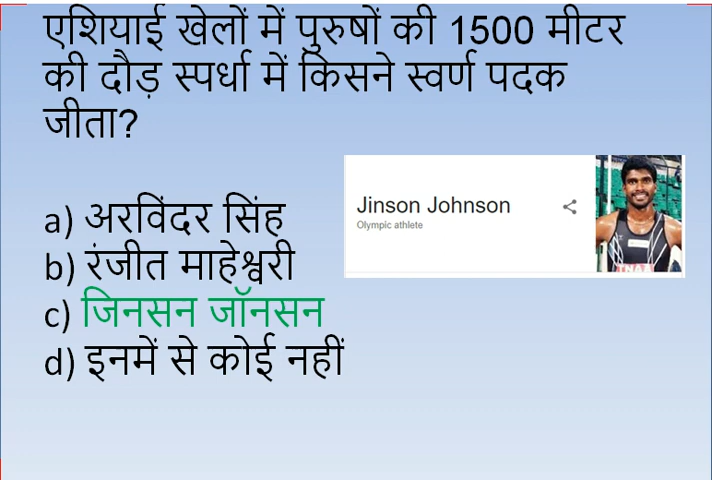 एशियाई खेलों में पुरुषों की 1500 मीटर
की दौड़ स्पर्धा में किसने स्वर्ण पदक
जीता?
a) अरविंदर सिंह
b) रंजीत माहेश्वरी
c) जिनसन जॉनसन
d) इनमें से कोई नहीं
Jinson Johnson
Olympic athlete